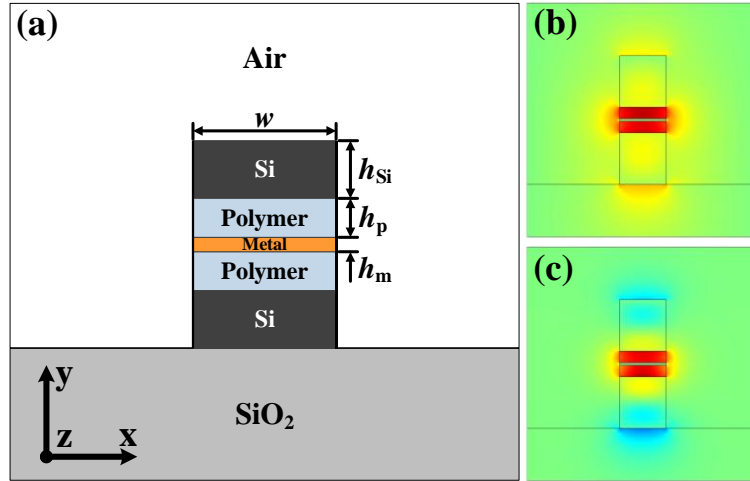 (a)
Air
w
Si
hSi
Polymer
hp
Metal
Polymer
hm
Si
y
z
x
SiO2
(b)
(c)